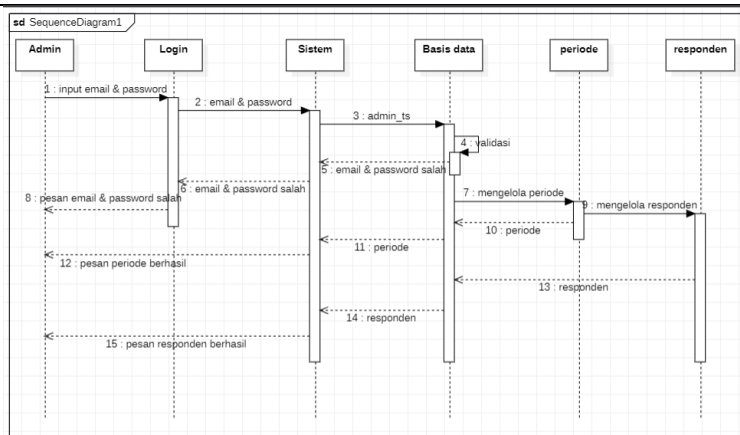 sd SequenceDiagram1
Admin
Login
Sistem
Basis data
periode
responden
1 : input email & password
2 : email & password
3 : admin_ts
4 : validasi
5 : email & password salah
6 : email & password salah
7 : mengelola periode
8 : pesan email & password salah
9 : mengelola responden
10 : periode
11 : periode
12 : pesan periode berhasil
13 : responden
14 : responden
15 : pesan responden berhasil